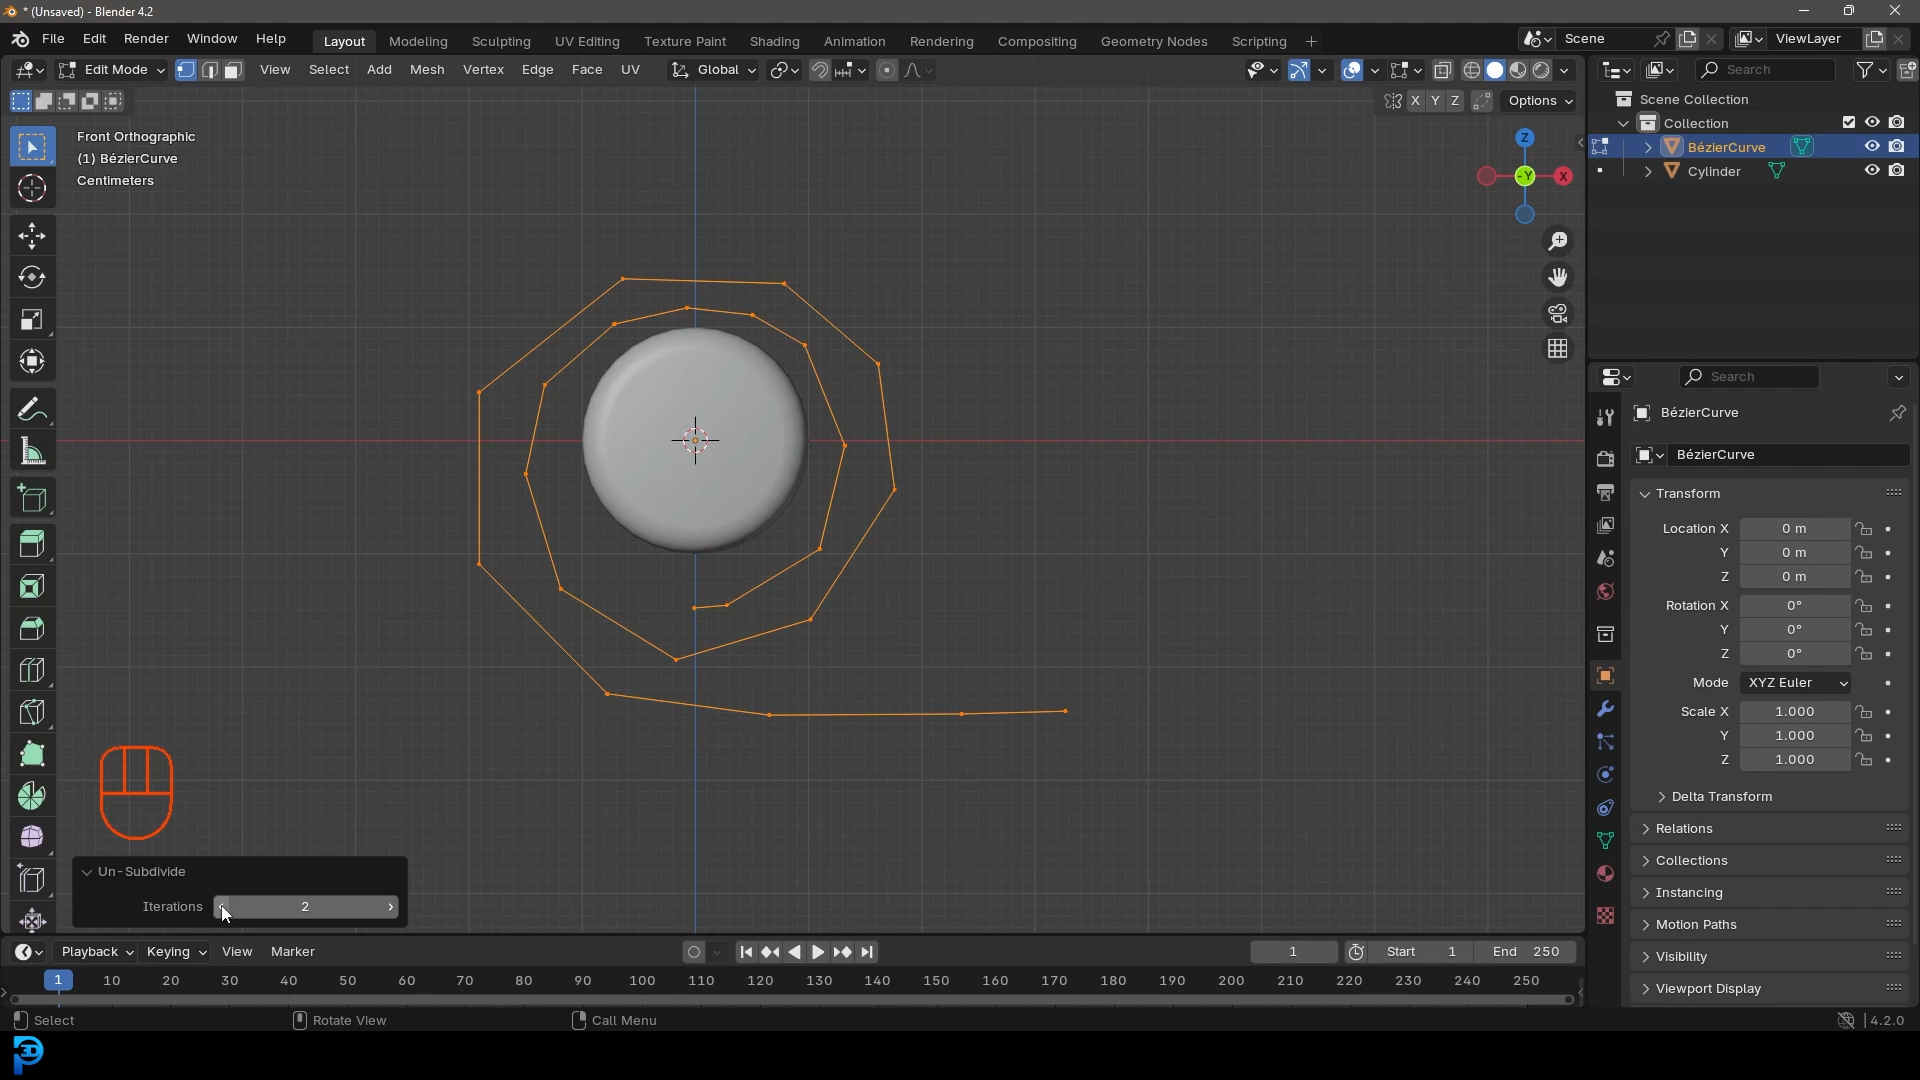 * (Unsaved) - Blender 4.2
File Edit Render Window Help Layout Modeling Sculpting UV Editing Texture Paint Shading Animation Rendering Compositing Geometry Nodes Scripting + Scene ViewLayer
Edit Mode View Select Add Mesh Vertex Edge Face UV Global Search
X Y Z Options
Scene Collection
Collection
BézierCurve
Cylinder
Front Orthographic
(1) BézierCurve
Centimeters
Z
-Y X
Search
BézierCurve
BézierCurve
Transform
Location X 0 m
Y 0 m
Z 0 m
Rotation X 0°
Y 0°
Z 0°
Mode XYZ Euler
Scale X 1.000
Y 1.000
Z 1.000
Delta Transform
Relations
Collections
Instancing
Motion Paths
Visibility
Viewport Display
Un-Subdivide
Iterations 2
Playback Keying View Marker 1 Start 1 End 250
1 10 20 30 40 50 60 70 80 90 100 110 120 130 140 150 160 170 180 190 200 210 220 230 240 250
Select Rotate View Call Menu 4.2.0
3D